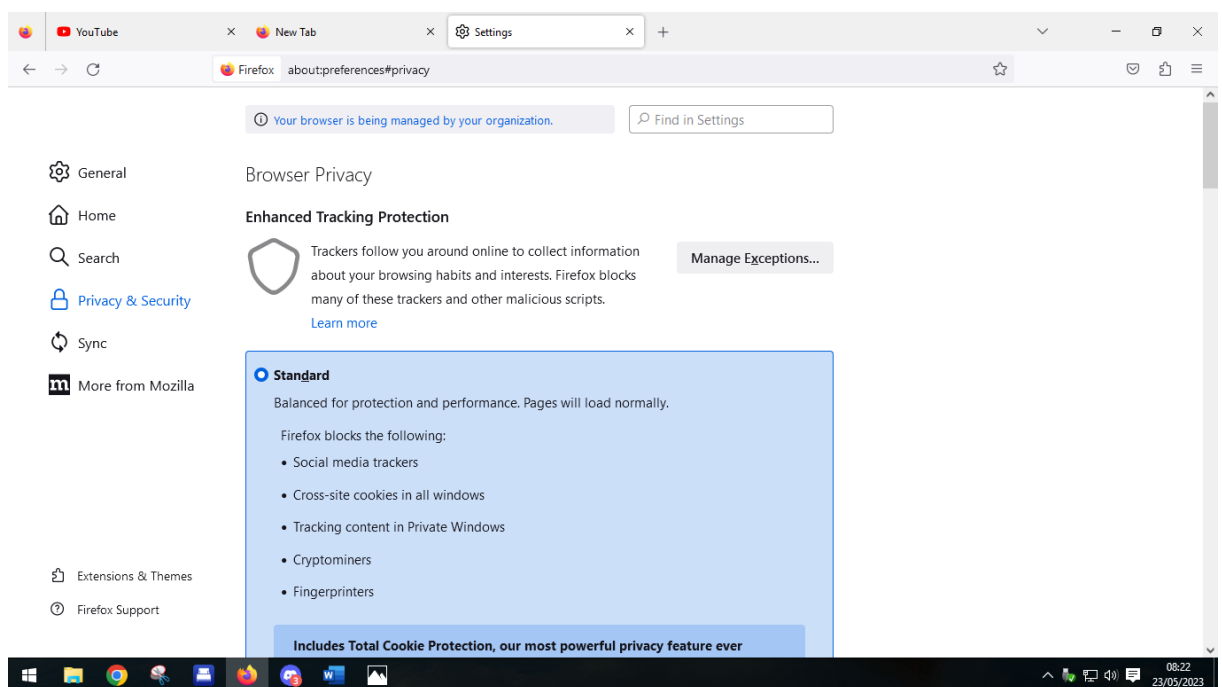 YouTube
New Tab
Settings
Firefox about:preferences#privacy
Your browser is being managed by your organization.
Find in Settings
General
Home
Search
Privacy & Security
Sync
More from Mozilla
Extensions & Themes
Firefox Support
Browser Privacy
Enhanced Tracking Protection
Trackers follow you around online to collect information
about your browsing habits and interests. Firefox blocks
many of these trackers and other malicious scripts.
Learn more
Manage Exceptions...
Standard
Balanced for protection and performance. Pages will load normally.
Firefox blocks the following:
• Social media trackers
• Cross-site cookies in all windows
• Tracking content in Private Windows
• Cryptominers
• Fingerprinters
Includes Total Cookie Protection, our most powerful privacy feature ever
08:22
23/05/2023